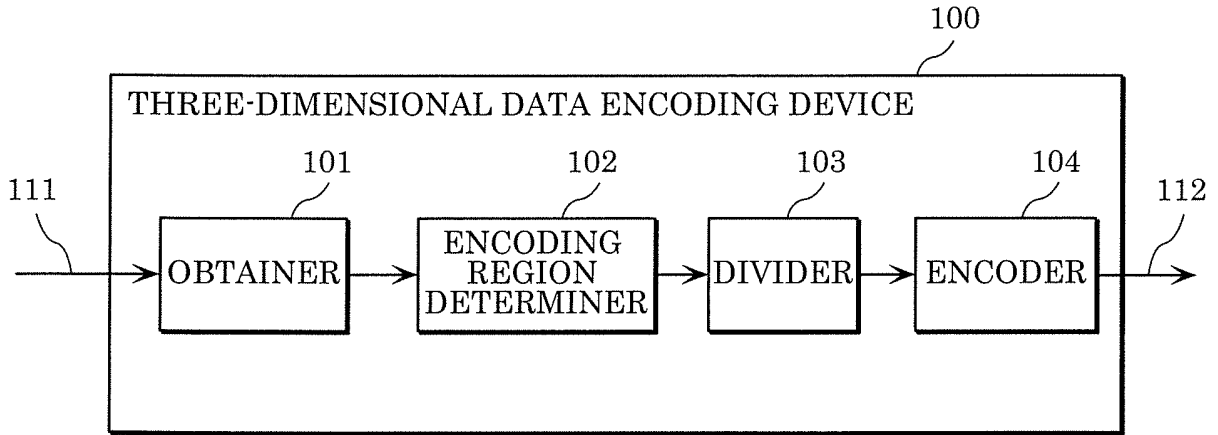 100
THREE-DIMENSIONAL DATA ENCODING DEVICE
101
102
103
104
111
112
OBTAINER
ENCODING
REGION
DETERMINER
DIVIDER
ENCODER